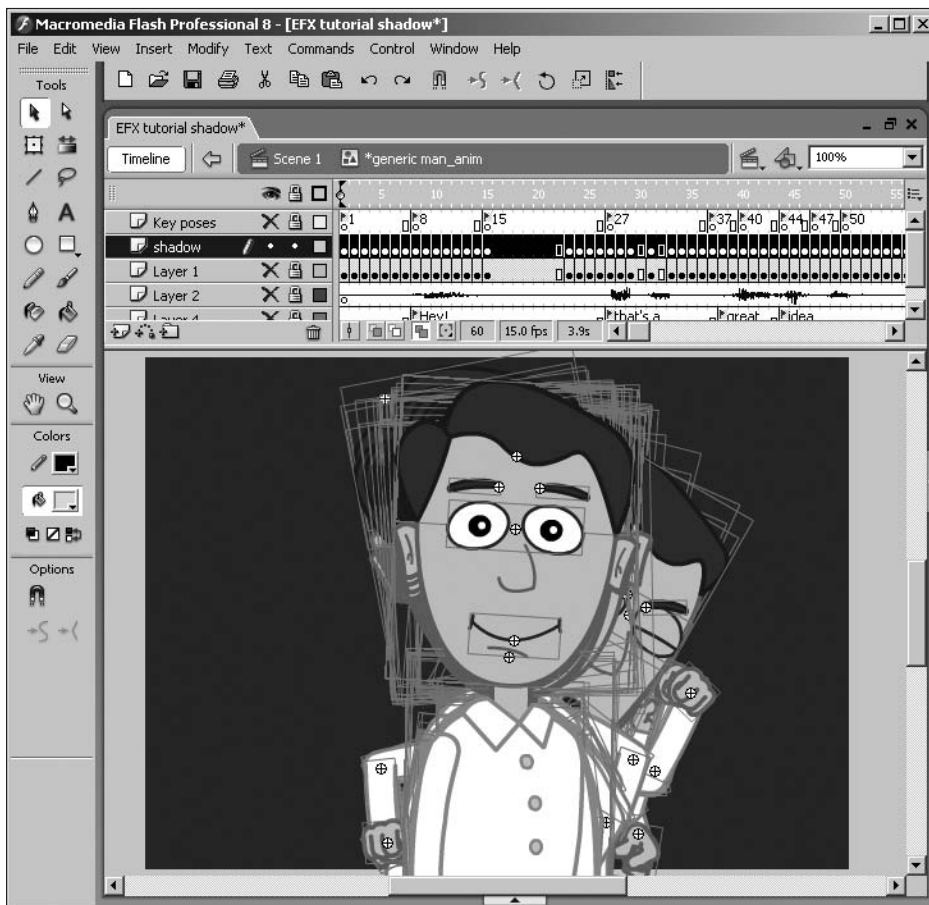 Macromedia Flash Professional 8 - [EFX tutorial shadow*]
File Edit View Insert Modify Text Commands Control Window Help
Tools
EFX tutorial shadow*
Timeline Scene 1 *generic man_anim 100%
5 10 15 20 25 30 35 40 45 50 55
Key poses 1 8 15 27 37 40 44 47 50
shadow
Layer 1
Layer 2
Layer 4 Hey! that's a great idea
60 15.0 fps 3.9s
View
Colors
Options